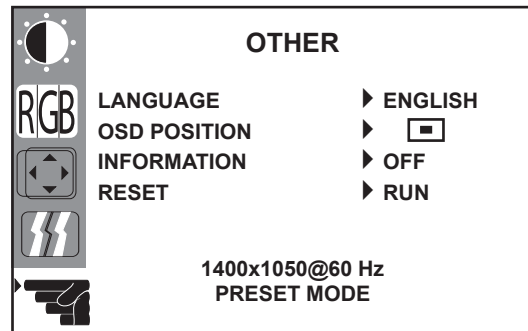 OTHER
RGB
LANGUAGE ENGLISH
OSD POSITION
INFORMATION OFF
RESET RUN
1400x1050@60 Hz
PRESET MODE